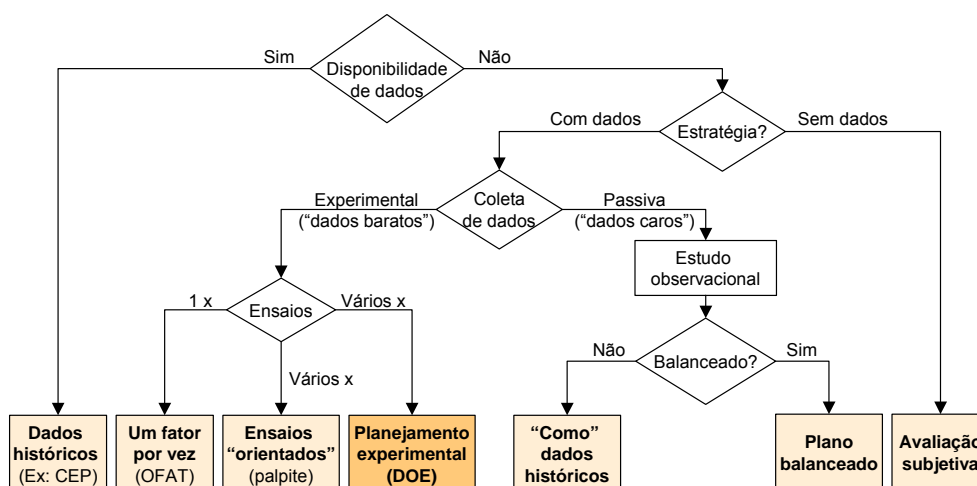 Sim
Disponibilidade
de dados
Não
Com dados
Estratégia?
Sem dados
Experimental
("dados baratos")
Coleta
de dados
Passiva
("dados caros")
Estudo
observacional
1 x
Ensaios
Vários x
Vários x
Não
Balanceado?
Sim
Dados
históricos
(Ex: CEP)
Um fator
por vez
(OFAT)
Ensaios
“orientados”
(palpite)
Planejamento
experimental
(DOE)
“Como”
dados
históricos
Plano
balanceado
Avaliação
subjetiva